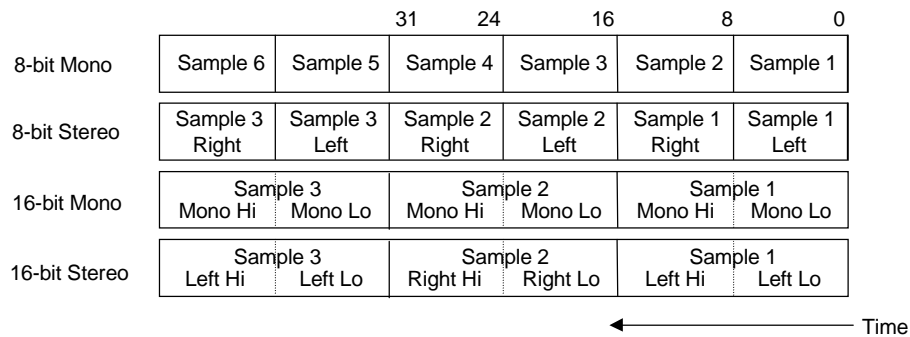 31 24 16 8 0
8-bit Mono Sample 6 Sample 5 Sample 4 Sample 3 Sample 2 Sample 1
8-bit Stereo Sample 3 Right Sample 3 Left Sample 2 Right Sample 2 Left Sample 1 Right Sample 1 Left
16-bit Mono Sample 3 Mono Hi Mono Lo Sample 2 Mono Hi Mono Lo Sample 1 Mono Hi Mono Lo
16-bit Stereo Sample 3 Left Hi Left Lo Sample 2 Right Hi Right Lo Sample 1 Left Hi Left Lo
Time